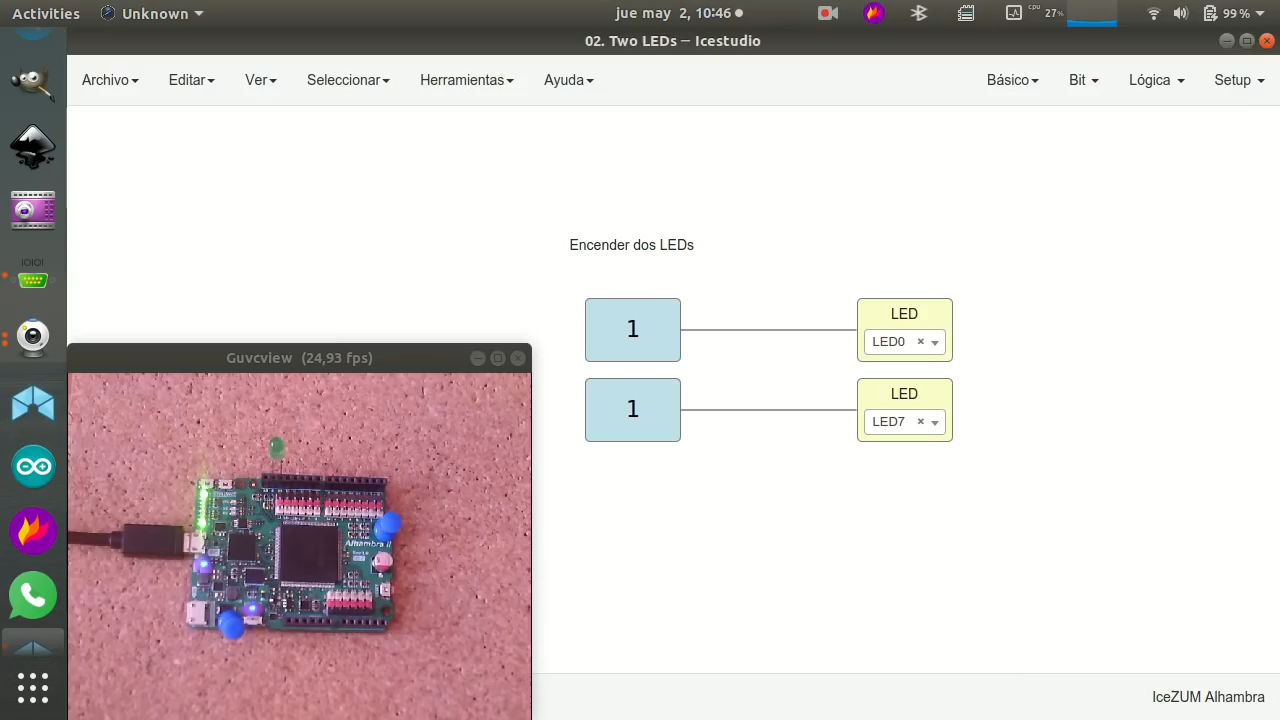 Activities Unknown jue may 2, 10:46 cpu 27% 99 %
02. Two LEDs – Icestudio
Archivo Editar Ver Seleccionar Herramientas Ayuda Básico Bit Lógica Setup
Encender dos LEDs
1
LED
LED0
1
LED
LED7
IOIOI
Guvcview (24,93 fps)
Alhambra II
IceZUM Alhambra